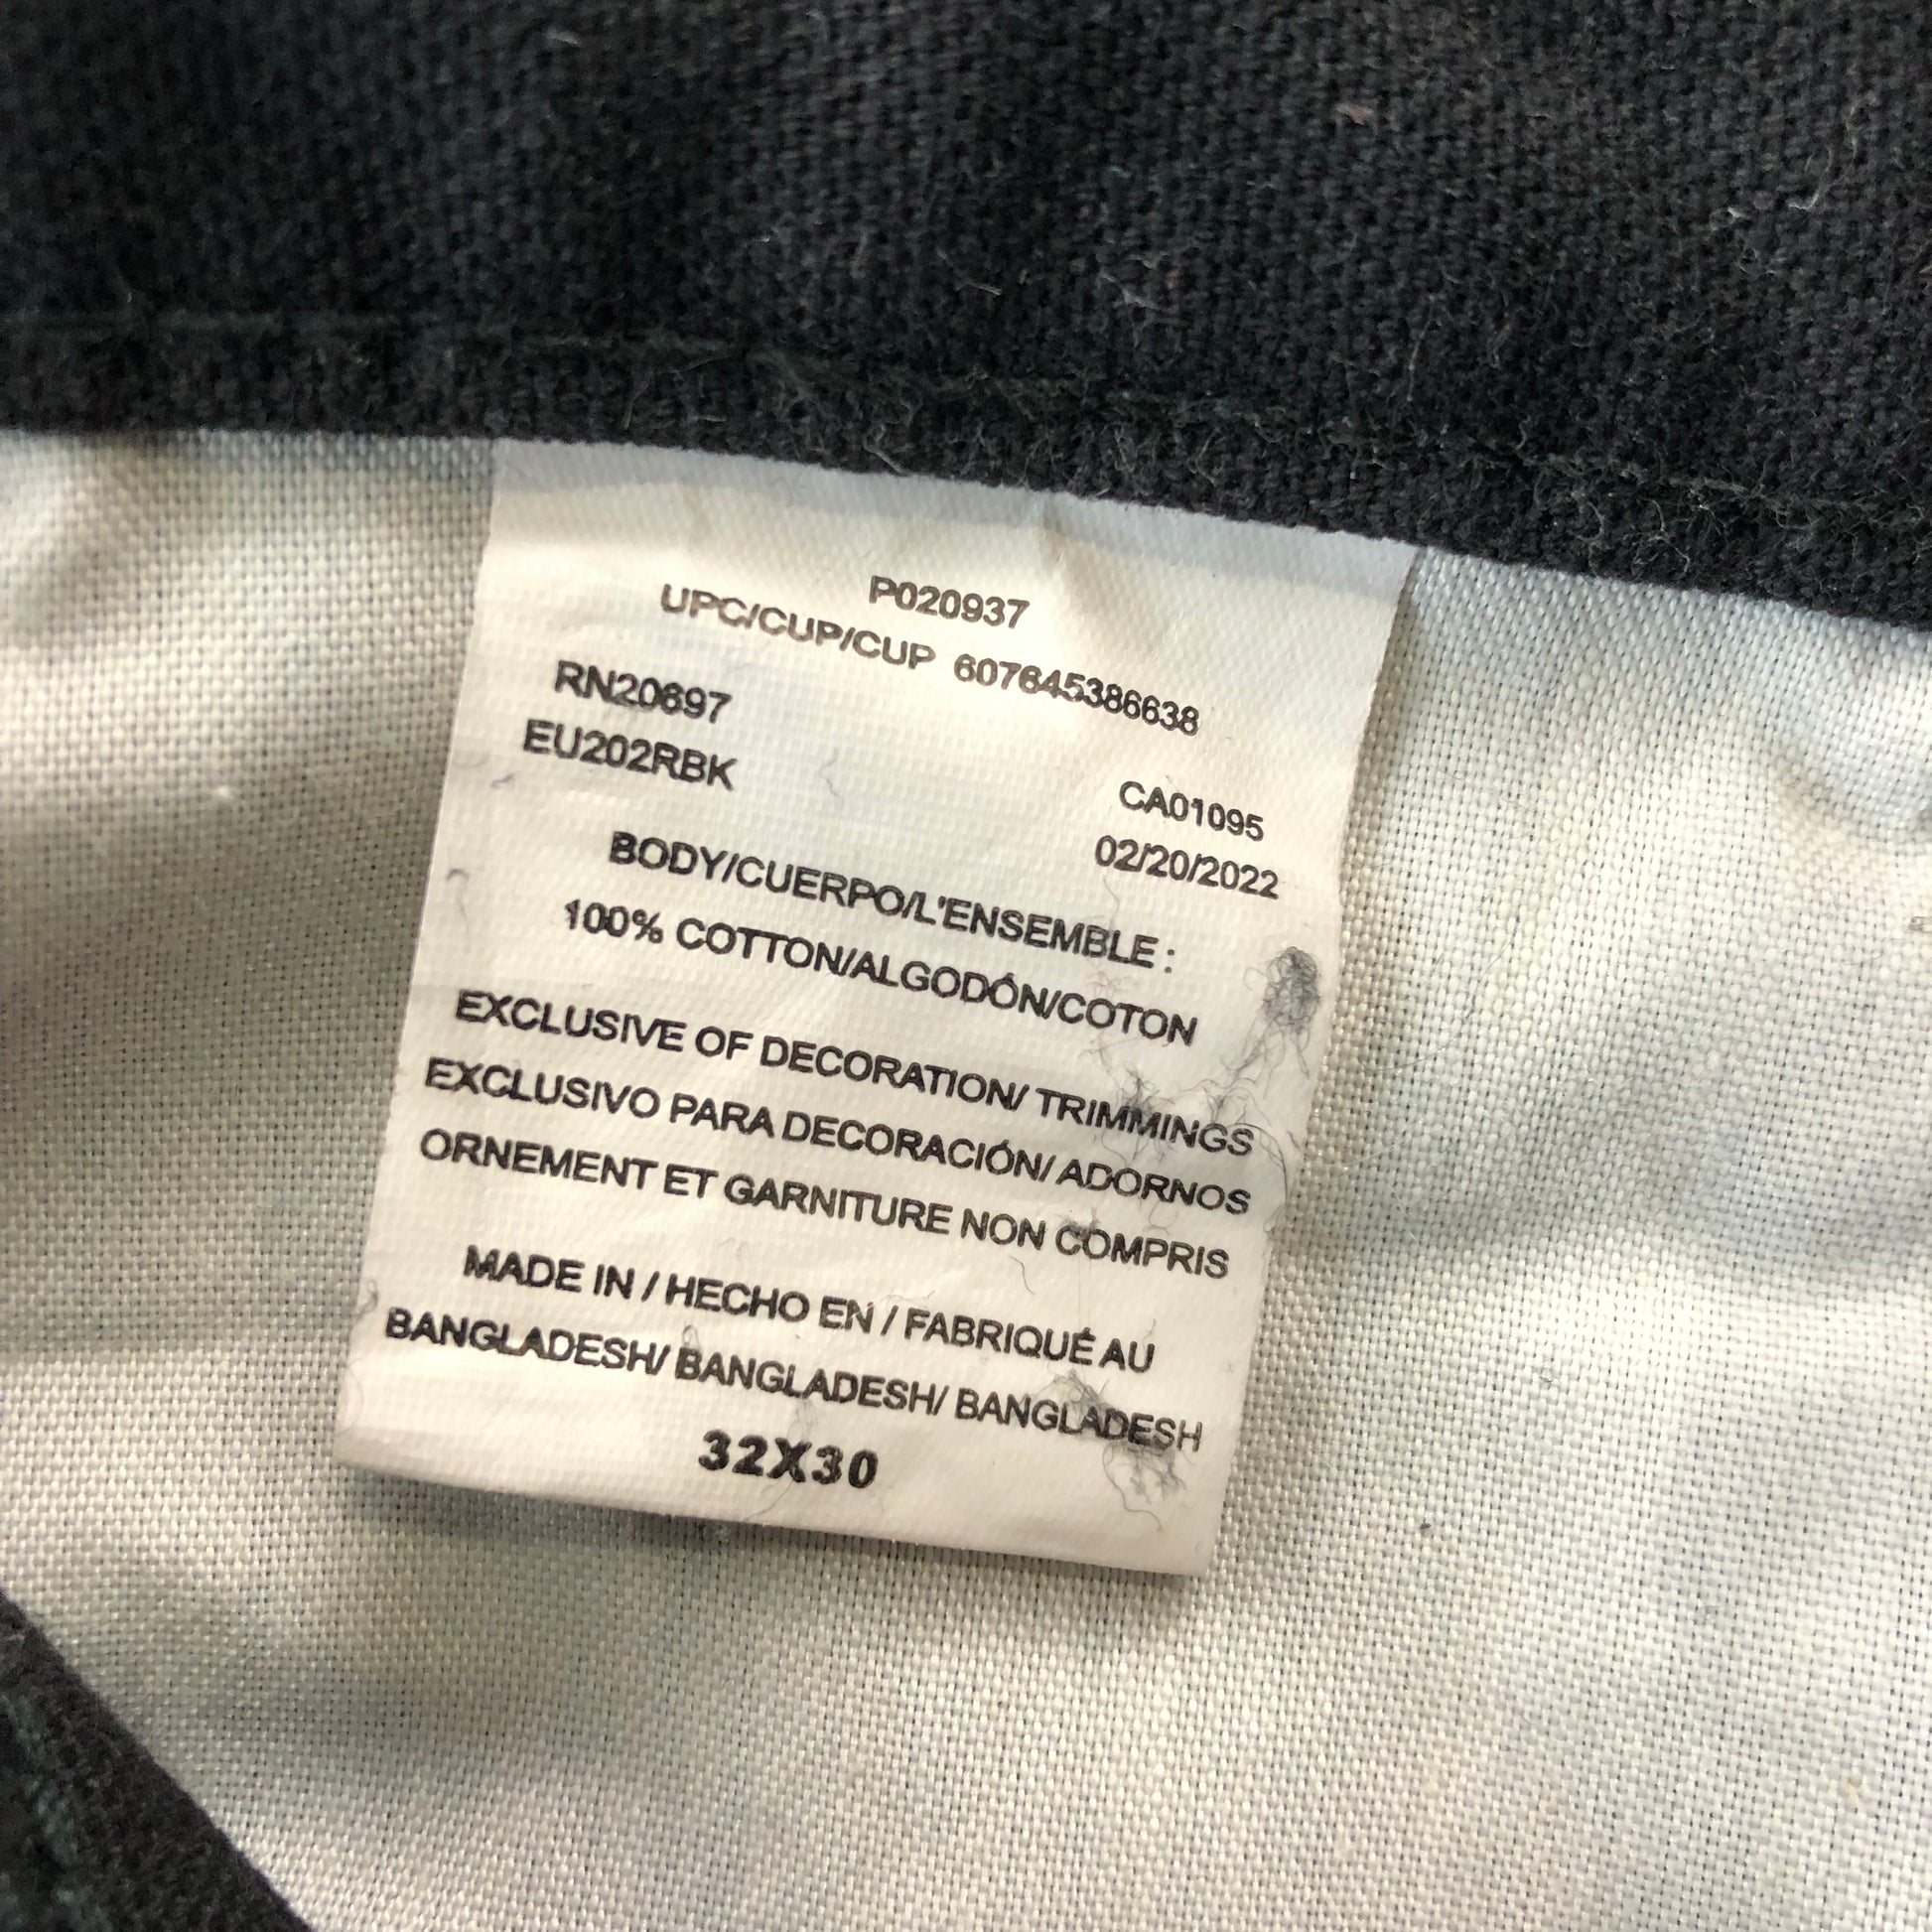 P020937
UPC/CUP/CUP 607645386638
RN20697
EU202RBK
CA01095
02/20/2022
BODY/CUERPO/L'ENSEMBLE :
100% COTTON/ALGODÓN/COTON
EXCLUSIVE OF DECORATION/ TRIMMINGS
EXCLUSIVO PARA DECORACIÓN/ ADORNOS
ORNEMENT ET GARNITURE NON COMPRIS
MADE IN / HECHO EN / FABRIQUÉ AU
BANGLADESH/ BANGLADESH/ BANGLADESH
32X30